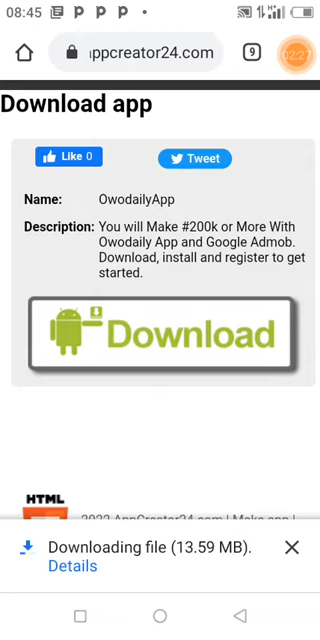 08:45
appcreator24.com
9
02:27
Download app
Like 0
Tweet
Name: OwodailyApp
Description: You will Make #200k or More With
Owodaily App and Google Admob.
Download, install and register to get
started.
Download
HTML
2022 AppCreator24.com | Make app |
Downloading file (13.59 MB).
Details